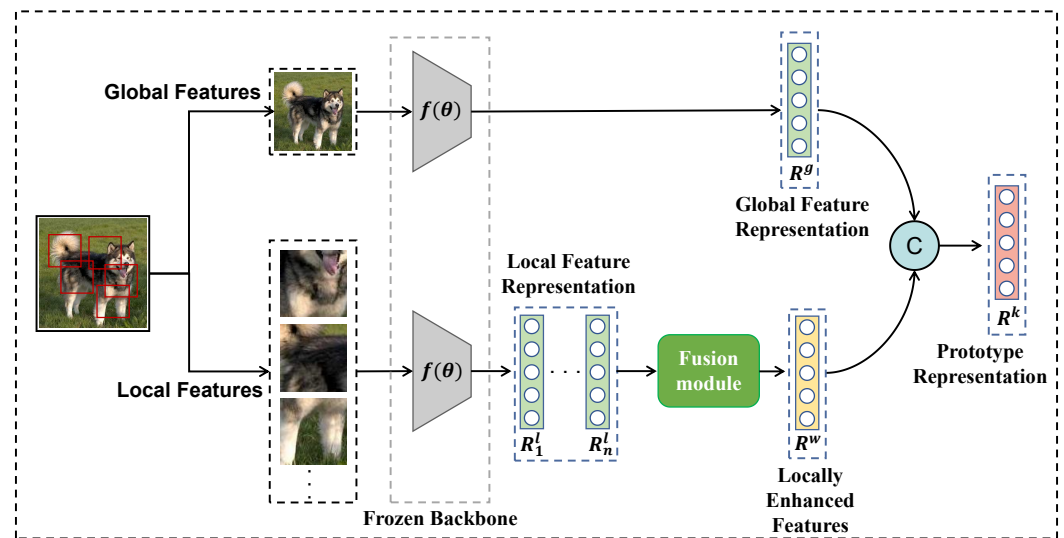 Global Features
f(θ)
R^g
Global Feature
Representation
C
R^k
Prototype
Representation
Local Features
f(θ)
Local Feature
Representation
R_1^l
. . .
R_n^l
Fusion
module
R^w
Locally
Enhanced
Features
Frozen Backbone